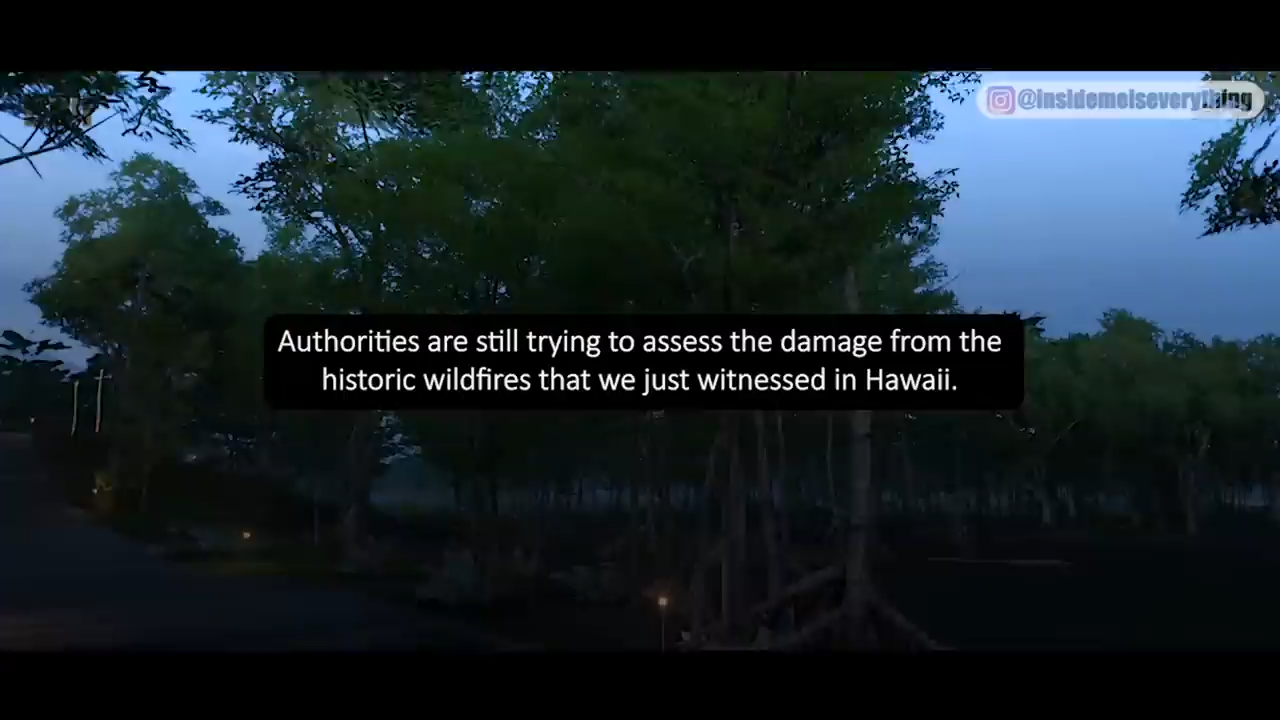 @insidemeiseverything
Authorities are still trying to assess the damage from the
historic wildfires that we just witnessed in Hawaii.